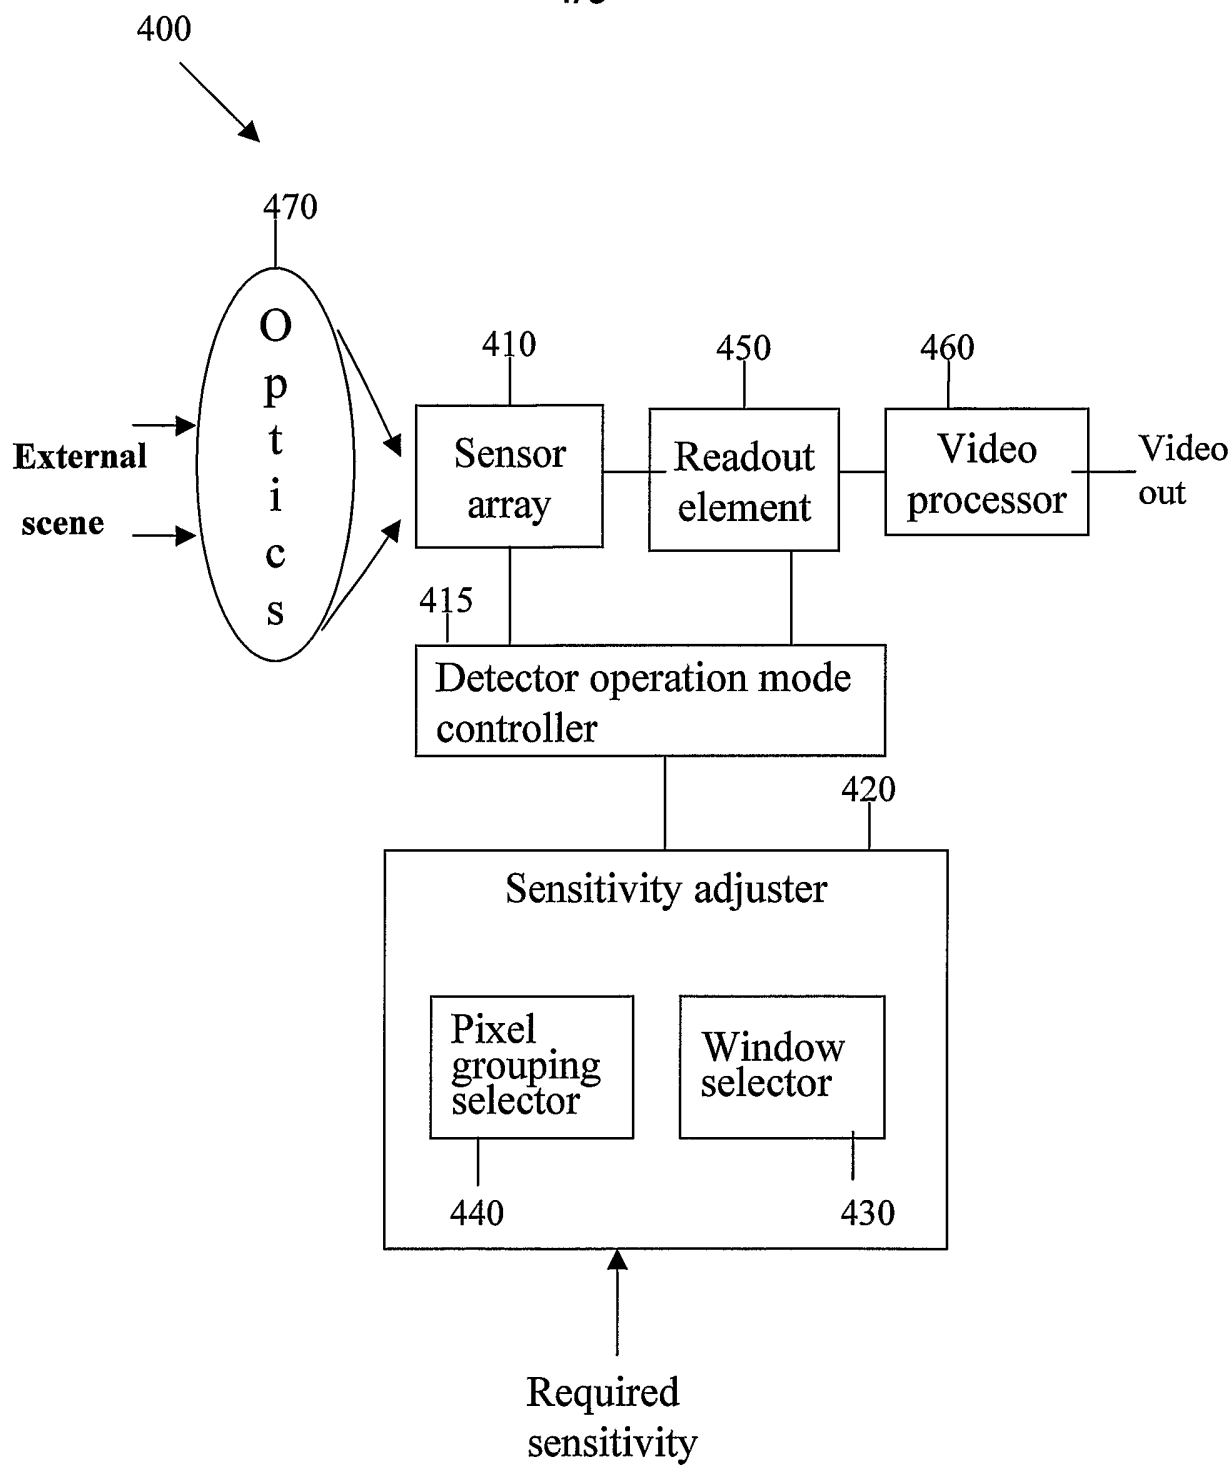 400
470
O
p
t
i
c
s
External
scene
410
Sensor
array
450
Readout
element
460
Video
processor
Video
out
415
Detector operation mode
controller
420
Sensitivity adjuster
Pixel
grouping
selector
440
Window
selector
430
Required
sensitivity